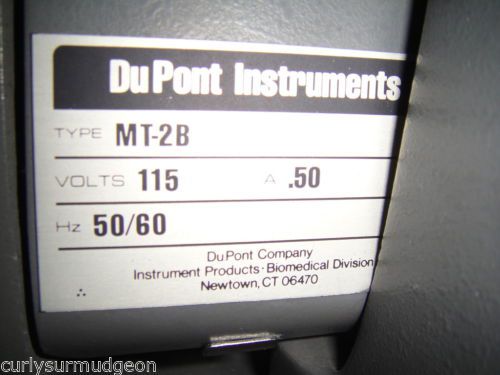 DuPont Instruments
TYPE MT-2B
VOLTS 115 A .50
Hz 50/60
DuPont Company
Instrument Products · Biomedical Division
Newtown, CT 06470
curlysurmudgeon